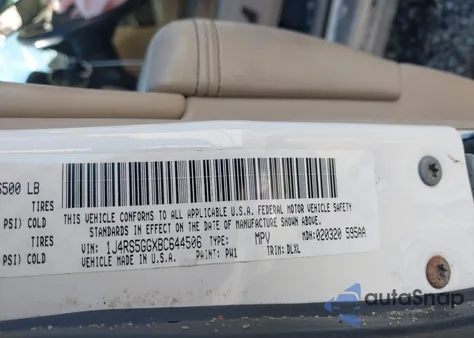 500 LB
TIRES
PSI) COLD
TIRES
PSI) COLD
THIS VEHICLE CONFORMS TO ALL APPLICABLE U.S.A. FEDERAL MOTOR VEHICLE SAFETY
STANDARDS IN EFFECT ON THE DATE OF MANUFACTURE SHOWN ABOVE.
VIN: 1J4RS5GGXBC644506 TYPE: MPV MDH: 020320 595AA
VEHICLE MADE IN U.S.A. PAINT: PW1 TRIM: DLXL
autoSnap